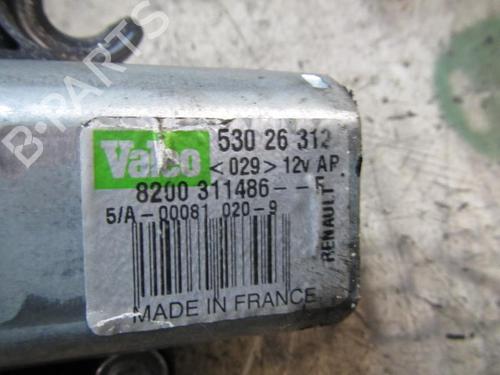 Valeo
530 26 312
<029> 12v AP.
8200 311486--F
5/A-00081 020-9
RENAULT
MADE IN FRANCE
B-PARTS